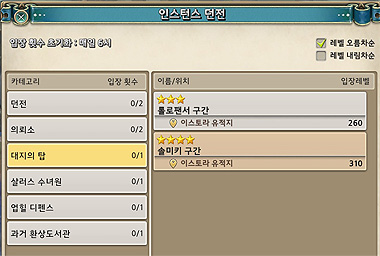 인스턴스 던전
입장 횟수 초기화 : 매일 6시
레벨 오름차순
레벨 내림차순
카테고리 입장 횟수
던전 0/2
의뢰소 0/2
대지의 탑 0/1
샬러스 수녀원 0/1
업힐 디펜스 0/1
과거 환상도서관 0/1
이름/위치 입장레벨
롤로팬서 구간
이스토라 유적지 260
솔미키 구간
이스토라 유적지 310